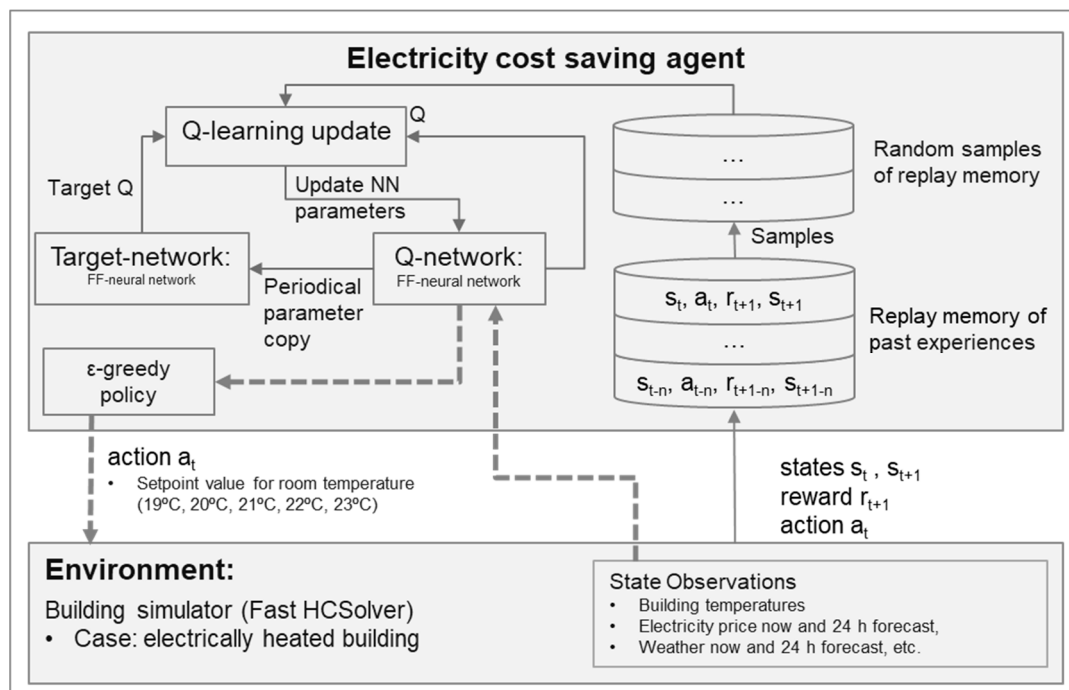 Electricity cost saving agent
Q-learning update
Q
Target Q
Update NN
parameters
Target-network:
FF-neural network
Q-network:
FF-neural network
Periodical
parameter
copy
ε-greedy
policy
...
...
Random samples
of replay memory
Samples
sₜ, aₜ, rₜ₊₁, sₜ₊₁
...
sₜ₋ₙ, aₜ₋ₙ, rₜ₊₁₋ₙ, sₜ₊₁₋ₙ
Replay memory of
past experiences
action aₜ
• Setpoint value for room temperature
(19ºC, 20ºC, 21ºC, 22ºC, 23ºC)
states sₜ , sₜ₊₁
reward rₜ₊₁
action aₜ
Environment:
Building simulator (Fast HCSolver)
• Case: electrically heated building
State Observations
• Building temperatures
• Electricity price now and 24 h forecast,
• Weather now and 24 h forecast, etc.